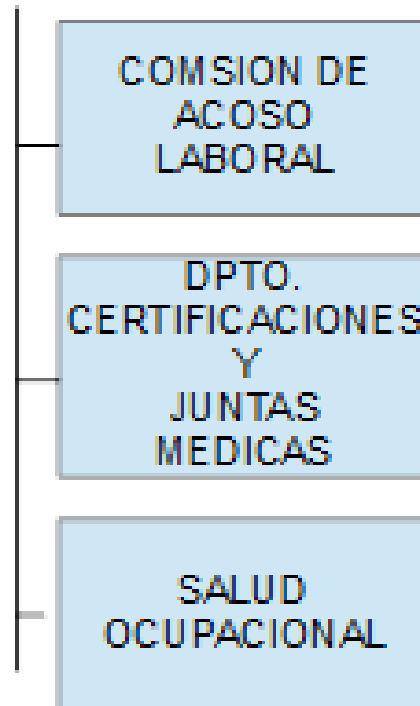 COMSION DE
ACOSO
LABORAL
DPTO.
CERTIFICACIONES
Y
JUNTAS
MEDICAS
SALUD
OCUPACIONAL